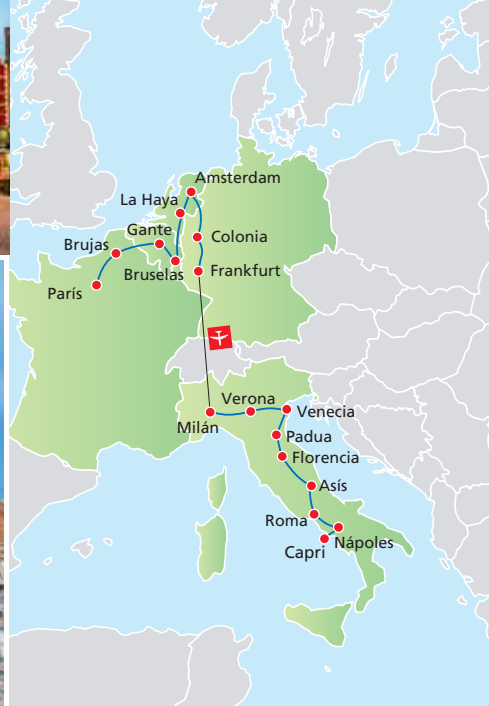 Amsterdam
La Haya
Gante
Colonia
Brujas
Bruselas
Frankfurt
París
Verona
Venecia
Milán
Padua
Florencia
Asís
Roma
Nápoles
Capri